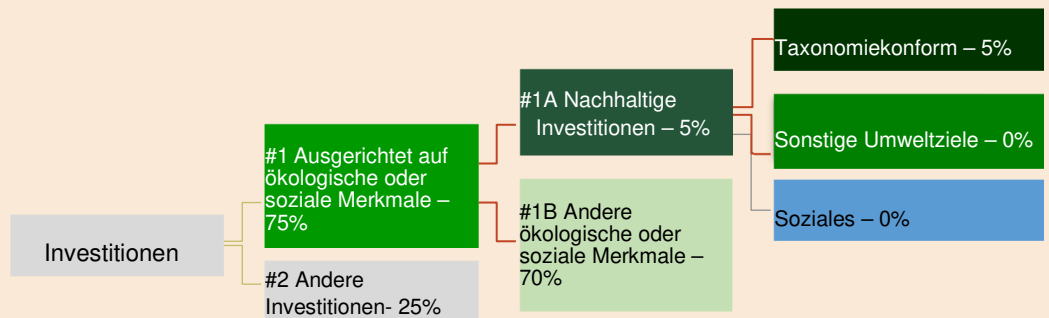 Investitionen
#1 Ausgerichtet auf
ökologische oder
soziale Merkmale –
75%
#2 Andere
Investitionen- 25%
#1A Nachhaltige
Investitionen – 5%
#1B Andere
ökologische oder
soziale Merkmale –
70%
Taxonomiekonform – 5%
Sonstige Umweltziele – 0%
Soziales – 0%